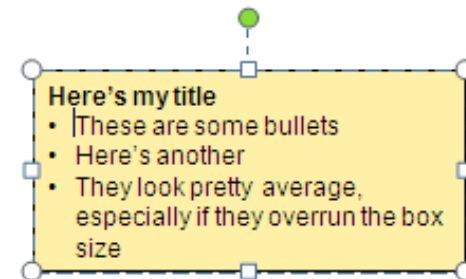 Here's my title
• These are some bullets
• Here's another
• They look pretty average,
especially if they overrun the box
size